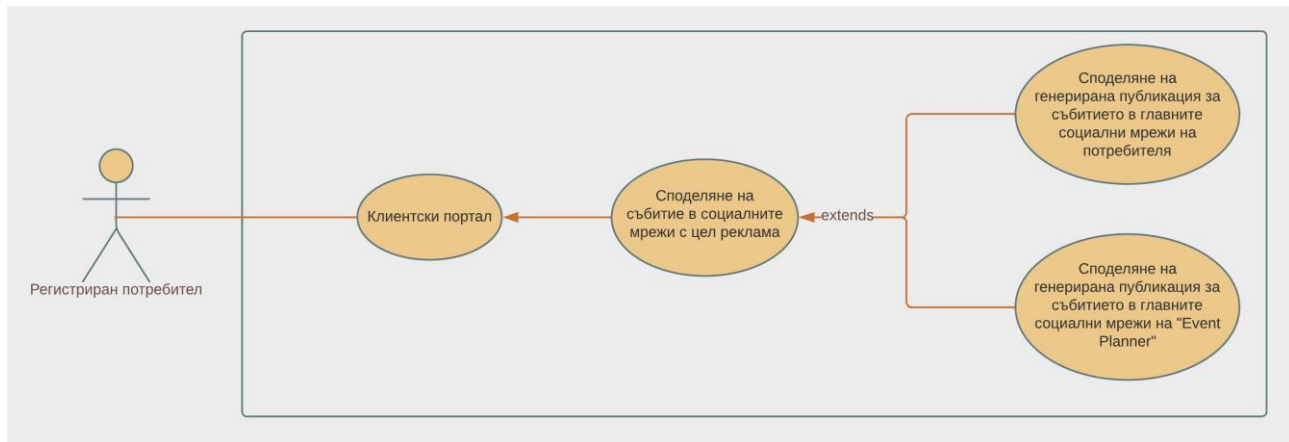 Споделяне на
генерирана публикация за
събитието в главните
социални мрежи на
потребителя
Клиентски портал
Споделяне на
събитие в социалните
мрежи с цел реклама
extends
Регистриран потребител
Споделяне на
генерирана публикация за
събитието в главните
социални мрежи на "Event
Planner"